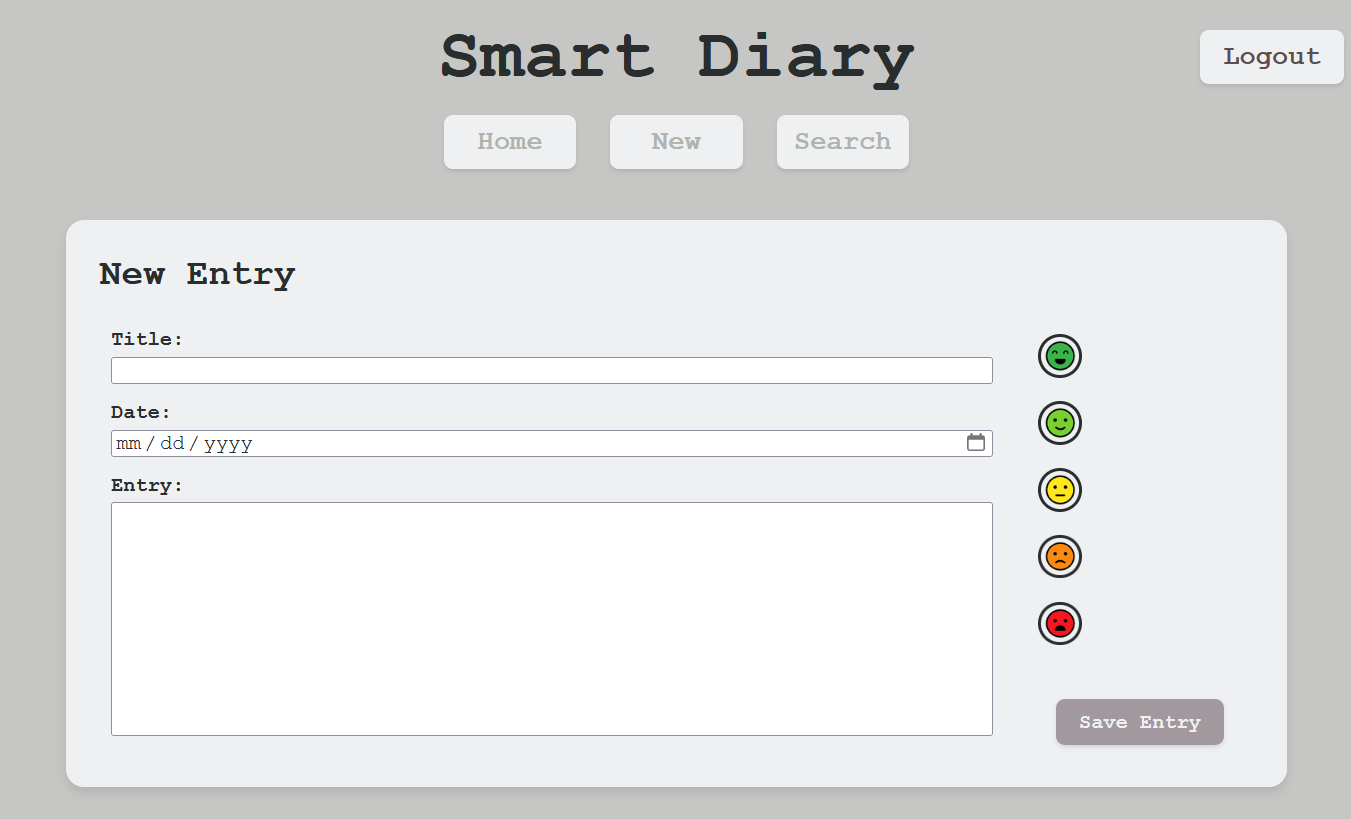 Smart Diary
Logout
Home New Search
New Entry
Title:
Date:
mm/dd/yyyy
Entry:
Save Entry